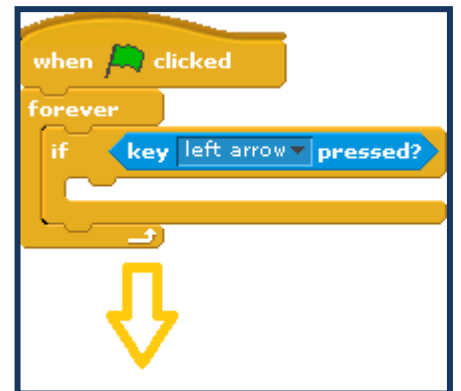 when clicked
forever
if key left arrow pressed?